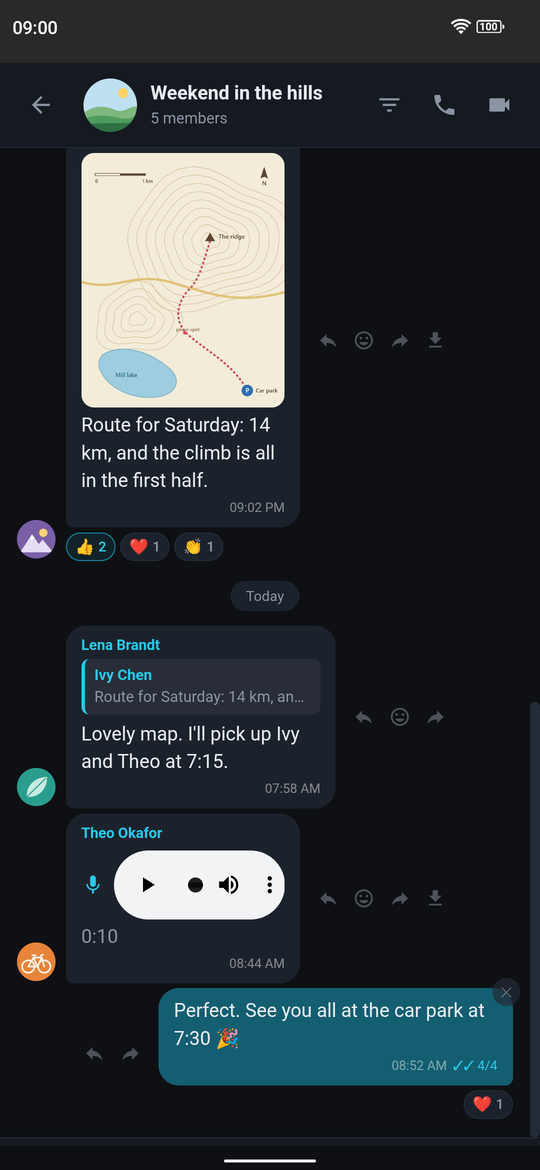 09:00
100
Weekend in the hills
5 members
0
1 km
N
The ridge
picnic spot
Mill lake
P
Car park
Route for Saturday: 14
km, and the climb is all
in the first half.
09:02 PM
👍 2
❤️ 1
👏 1
Today
Lena Brandt
Ivy Chen
Route for Saturday: 14 km, an…
Lovely map. I'll pick up Ivy
and Theo at 7:15.
07:58 AM
Theo Okafor
0:10
08:44 AM
Perfect. See you all at the car park at
7:30 🎉
08:52 AM ✓✓ 4/4
❤️ 1